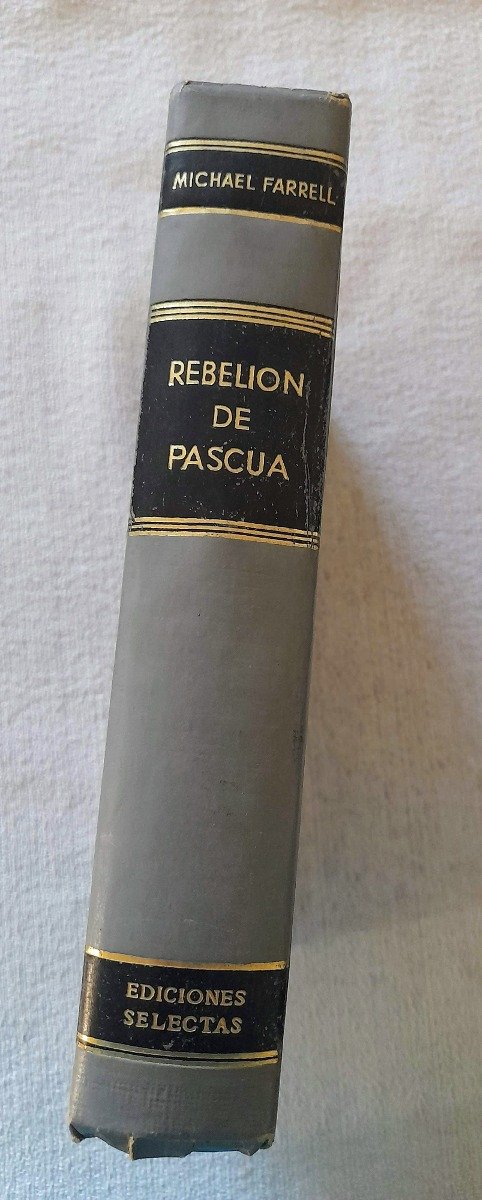 MICHAEL FARRELL
REBELION
DE
PASCUA
EDICIONES
SELECTAS